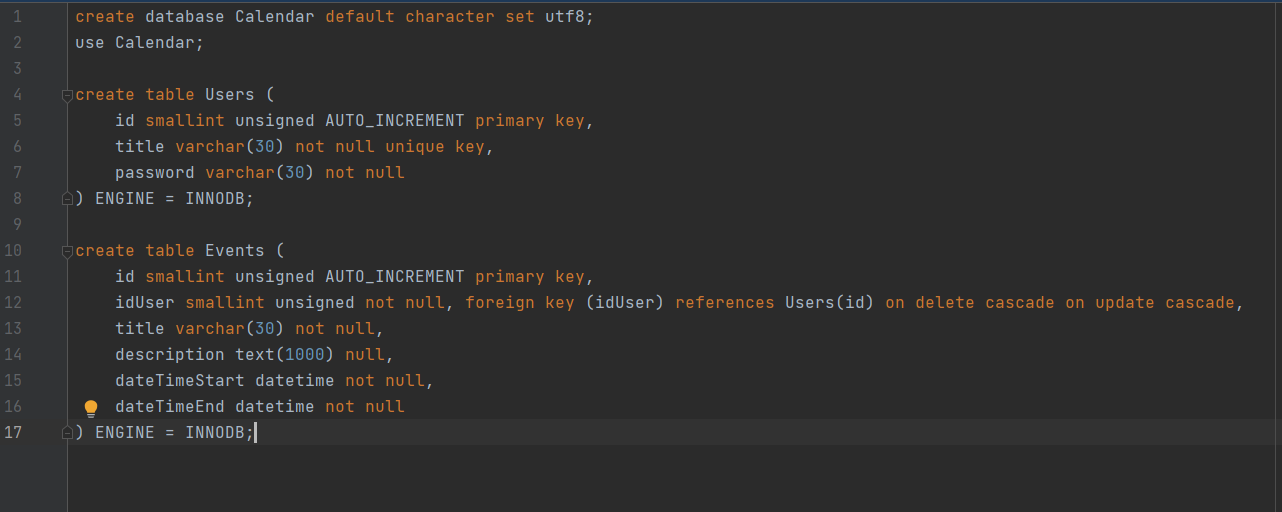 1 create database Calendar default character set utf8;
2 use Calendar;
3
4 create table Users (
5     id smallint unsigned AUTO_INCREMENT primary key,
6     title varchar(30) not null unique key,
7     password varchar(30) not null
8 ) ENGINE = INNODB;
9
10 create table Events (
11     id smallint unsigned AUTO_INCREMENT primary key,
12     idUser smallint unsigned not null, foreign key (idUser) references Users(id) on delete cascade on update cascade,
13     title varchar(30) not null,
14     description text(1000) null,
15     dateTimeStart datetime not null,
16     dateTimeEnd datetime not null
17 ) ENGINE = INNODB;